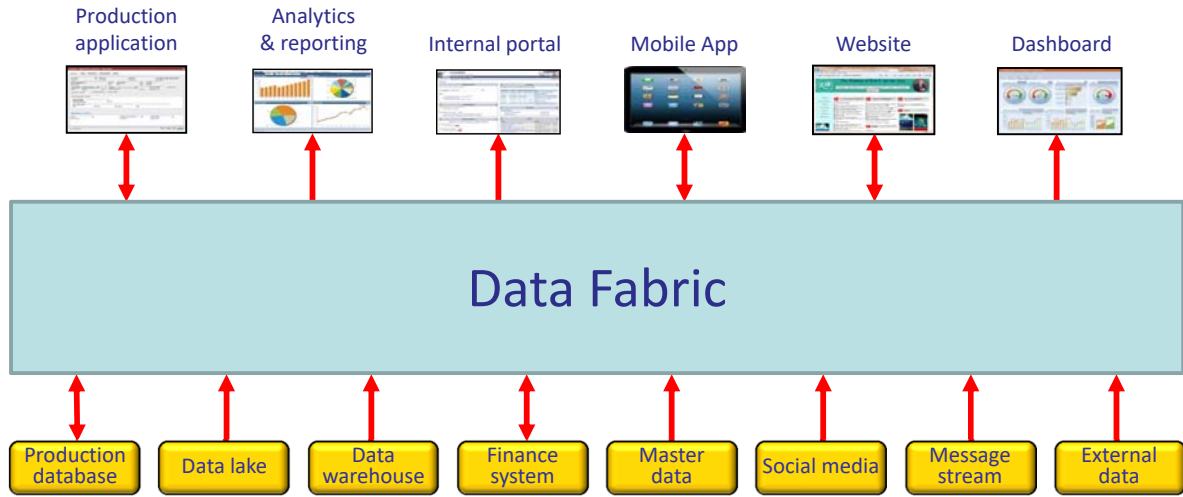 Production
application
Analytics
& reporting
Internal portal
Mobile App
Website
Dashboard
Data Fabric
Production
database
Data lake
Data
warehouse
Finance
system
Master
data
Social media
Message
stream
External
data